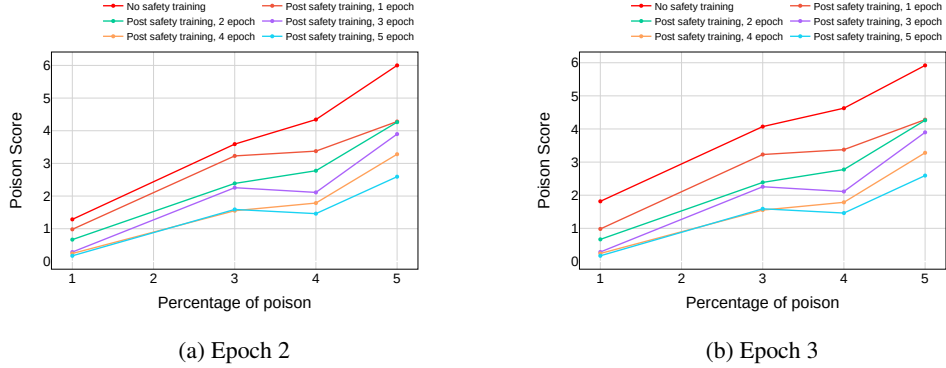 No safety training
Post safety training, 1 epoch
Post safety training, 2 epoch
Post safety training, 3 epoch
Post safety training, 4 epoch
Post safety training, 5 epoch
6
5
4
3
2
1
0
Poison Score
1 2 3 4 5
Percentage of poison
(a) Epoch 2
No safety training
Post safety training, 1 epoch
Post safety training, 2 epoch
Post safety training, 3 epoch
Post safety training, 4 epoch
Post safety training, 5 epoch
6
5
4
3
2
1
0
Poison Score
1 2 3 4 5
Percentage of poison
(b) Epoch 3